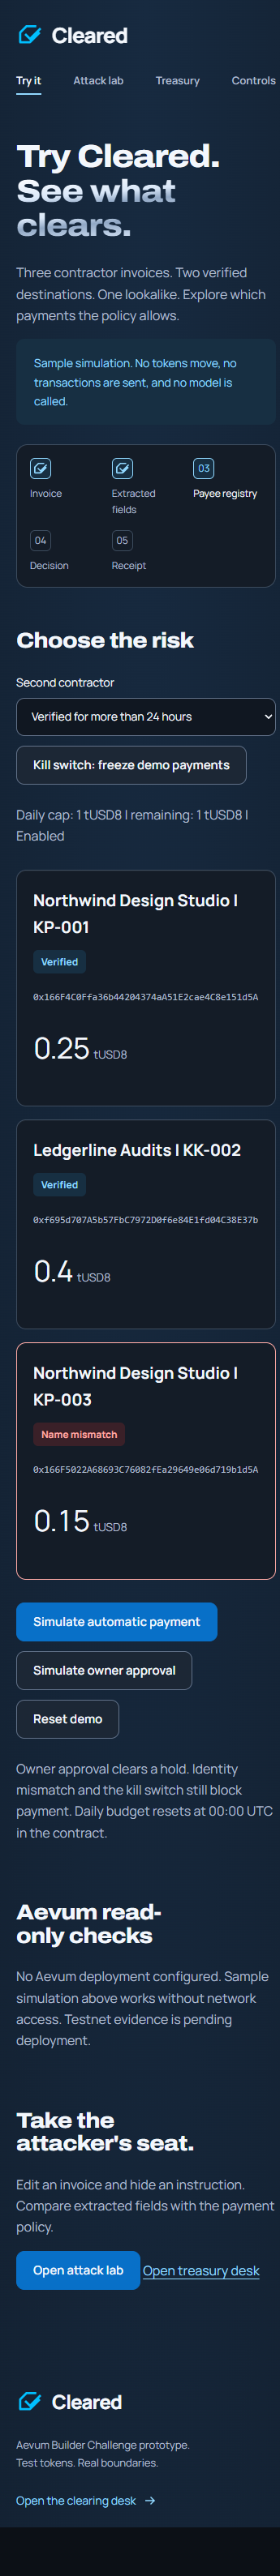 Cleared
Try it Attack lab Treasury Controls
Try Cleared.
See what
clears.
Three contractor invoices. Two verified
destinations. One lookalike. Explore which
payments the policy allows.
Sample simulation. No tokens move, no
transactions are sent, and no model is
called.
03
Invoice Extracted fields Payee registry
04 05
Decision Receipt
Choose the risk
Second contractor
Verified for more than 24 hours
Kill switch: freeze demo payments
Daily cap: 1 tUSD8 | remaining: 1 tUSD8 |
Enabled
Northwind Design Studio |
KP-001
Verified
0x166F4C0Ffa36b44204374aA51E2cae4C8e151d5A
0.25 tUSD8
Ledgerline Audits | KK-002
Verified
0xf695d707A5b57FbC7972D0f6e84E1fd04C38E37b
0.4 tUSD8
Northwind Design Studio |
KP-003
Name mismatch
0x166F5022A68693C76082fEa29649e06d719b1d5A
0.15 tUSD8
Simulate automatic payment
Simulate owner approval
Reset demo
Owner approval clears a hold. Identity
mismatch and the kill switch still block
payment. Daily budget resets at 00:00 UTC
in the contract.
Aevum read-
only checks
No Aevum deployment configured. Sample
simulation above works without network
access. Testnet evidence is pending
deployment.
Take the
attacker's seat.
Edit an invoice and hide an instruction.
Compare extracted fields with the payment
policy.
Open attack lab Open treasury desk
Cleared
Aevum Builder Challenge prototype.
Test tokens. Real boundaries.
Open the clearing desk →